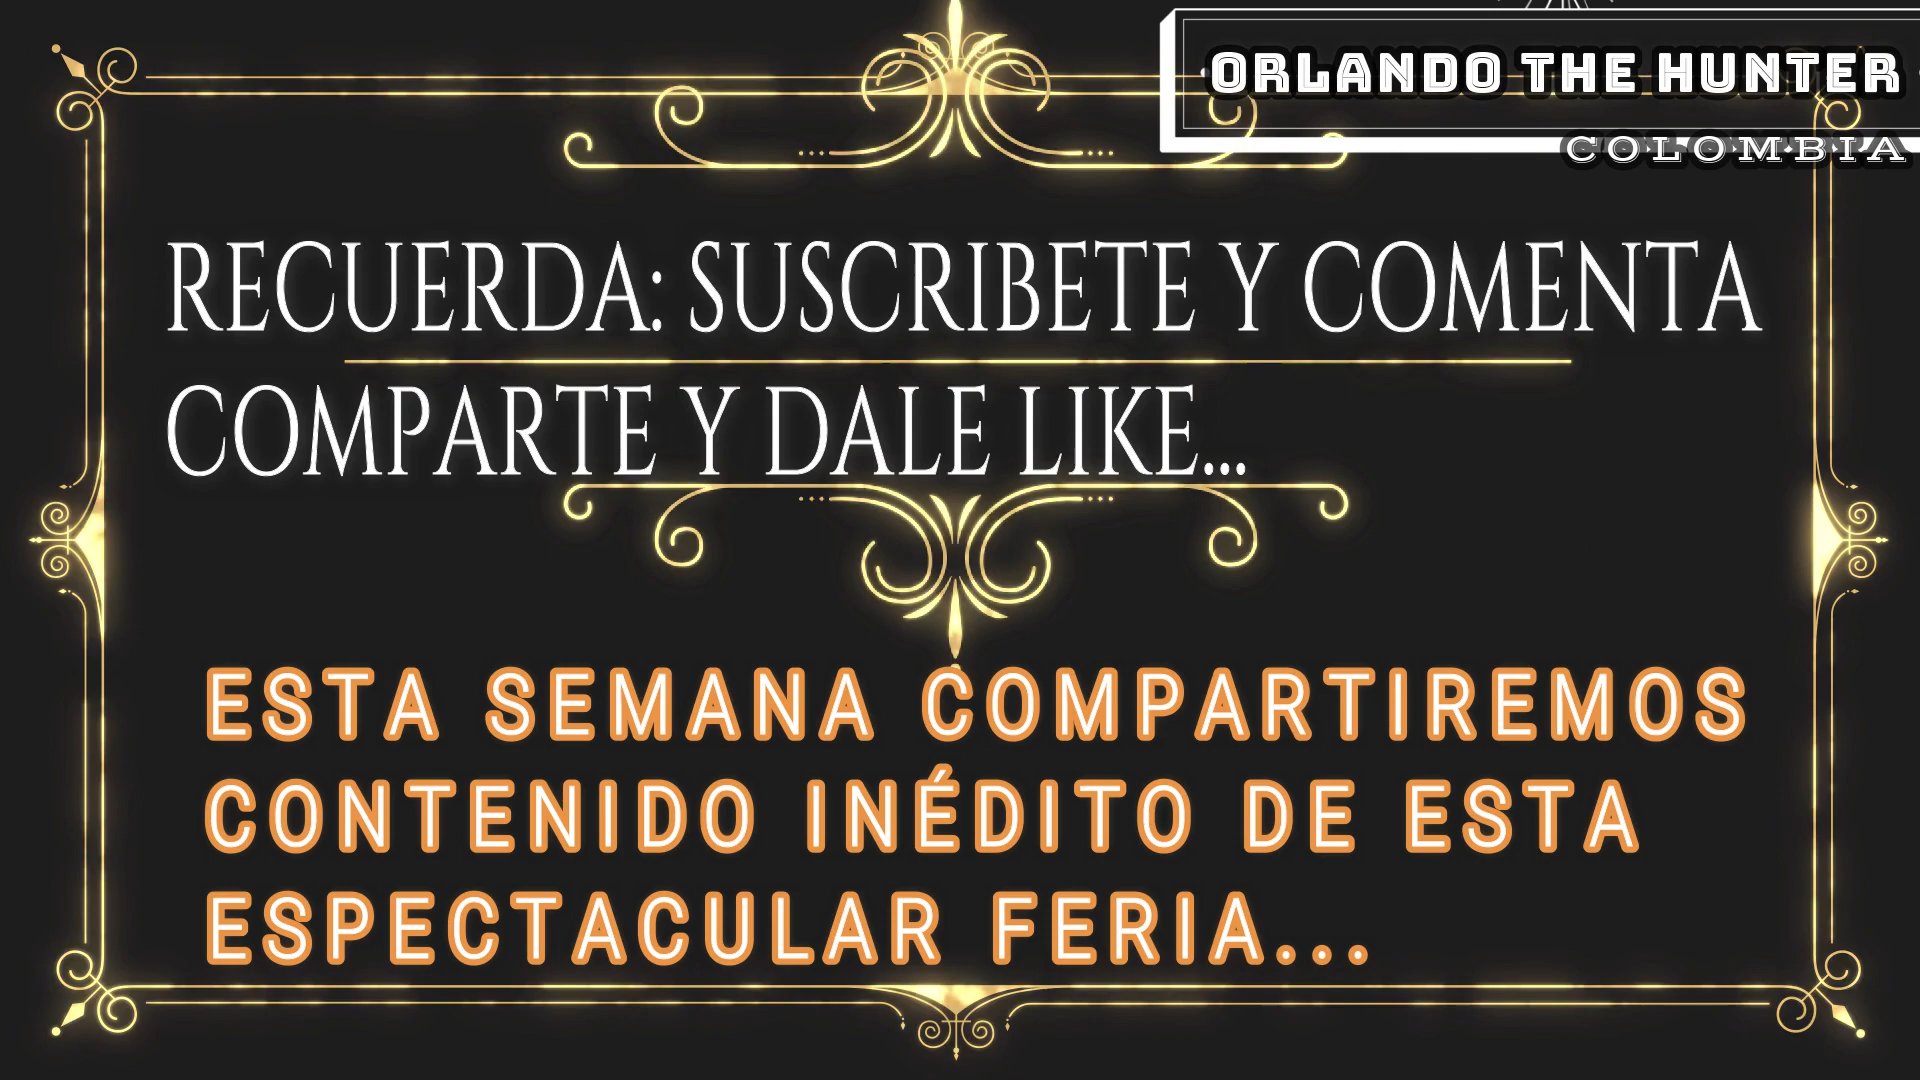 ORLANDO THE HUNTER
COLOMBIA
RECUERDA: SUSCRIBETE Y COMENTA
COMPARTE Y DALE LIKE...
ESTA SEMANA COMPARTIREMOS
CONTENIDO INÉDITO DE ESTA
ESPECTACULAR FERIA...